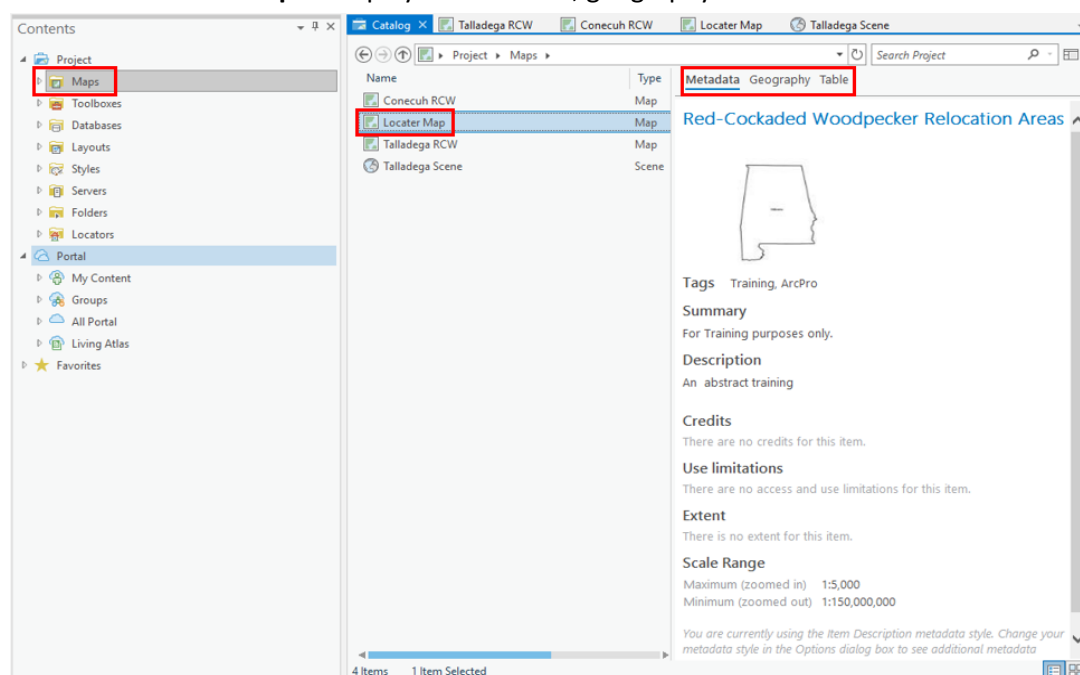 Contents
Project
Maps
Toolboxes
Databases
Layouts
Styles
Servers
Folders
Locators
Portal
My Content
Groups
All Portal
Living Atlas
Favorites
Catalog Talladega RCW Conecuh RCW Locater Map Talladega Scene
Project Maps Search Project
Name Type
Conecuh RCW Map
Locater Map Map
Talladega RCW Map
Talladega Scene Scene
4 Items 1 Item Selected
Metadata Geography Table
Red-Cockaded Woodpecker Relocation Areas
Tags Training, ArcPro
Summary
For Training purposes only.
Description
An abstract training
Credits
There are no credits for this item.
Use limitations
There are no access and use limitations for this item.
Extent
There is no extent for this item.
Scale Range
Maximum (zoomed in) 1:5,000
Minimum (zoomed out) 1:150,000,000
You are currently using the Item Description metadata style. Change your
metadata style in the Options dialog box to see additional metadata